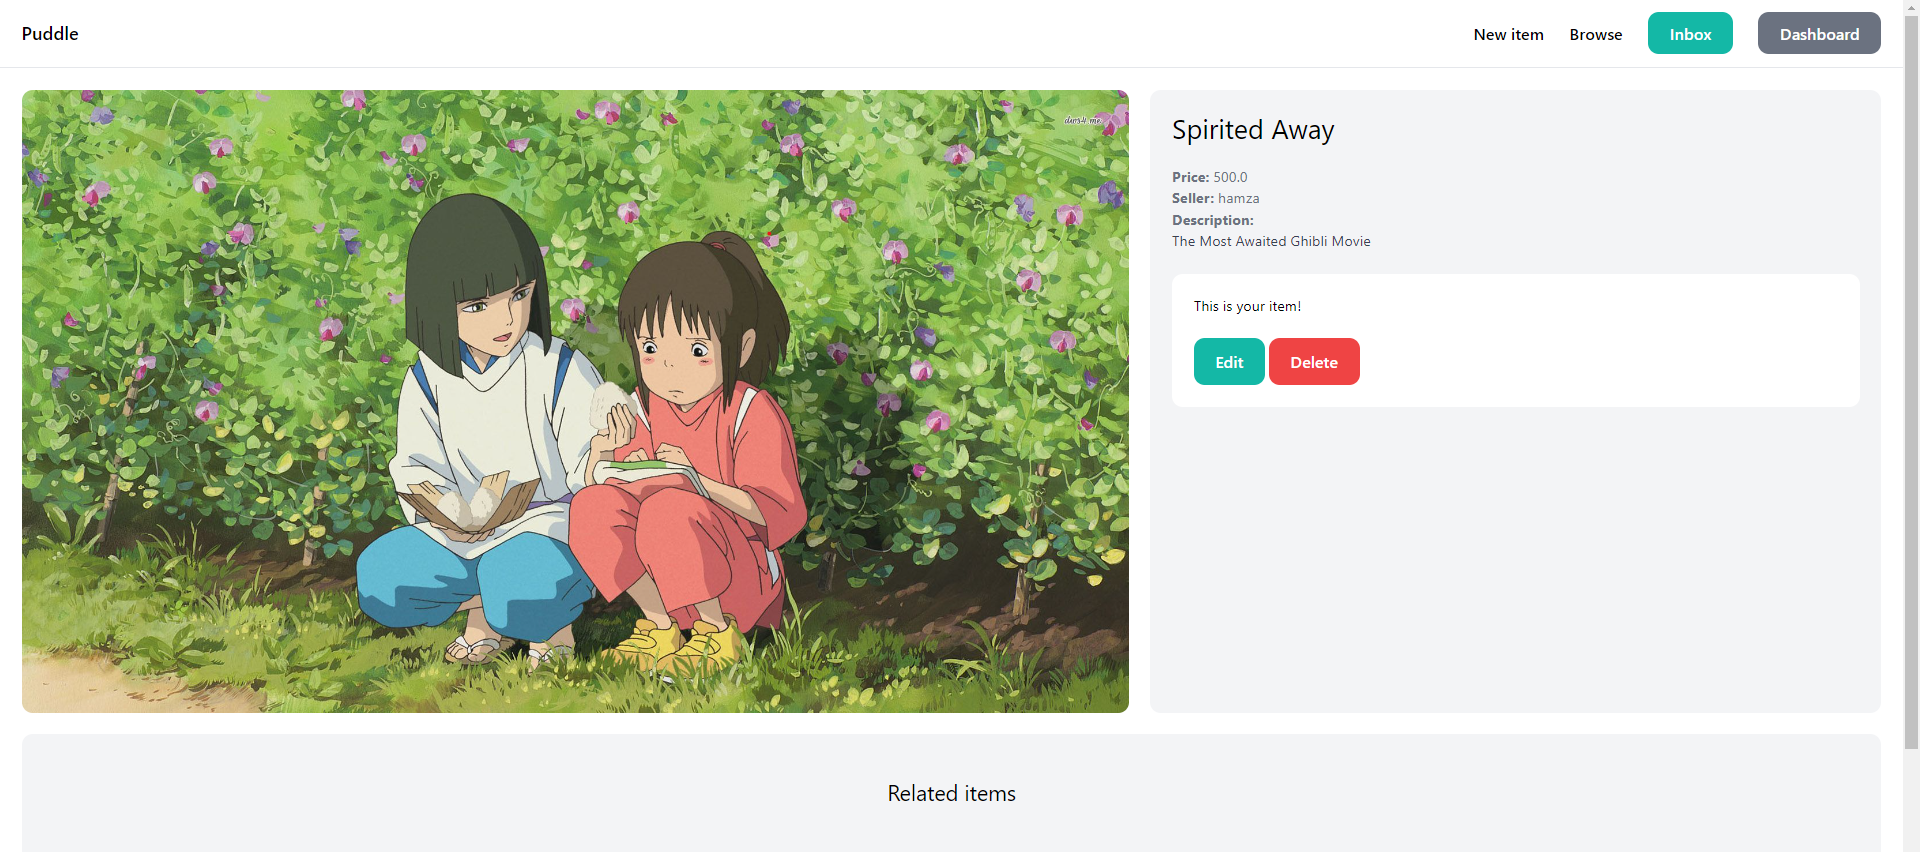 Puddle
New item Browse Inbox Dashboard
Spirited Away
Price: 500.0
Seller: hamza
Description:
The Most Awaited Ghibli Movie
This is your item!
Edit Delete
Related items